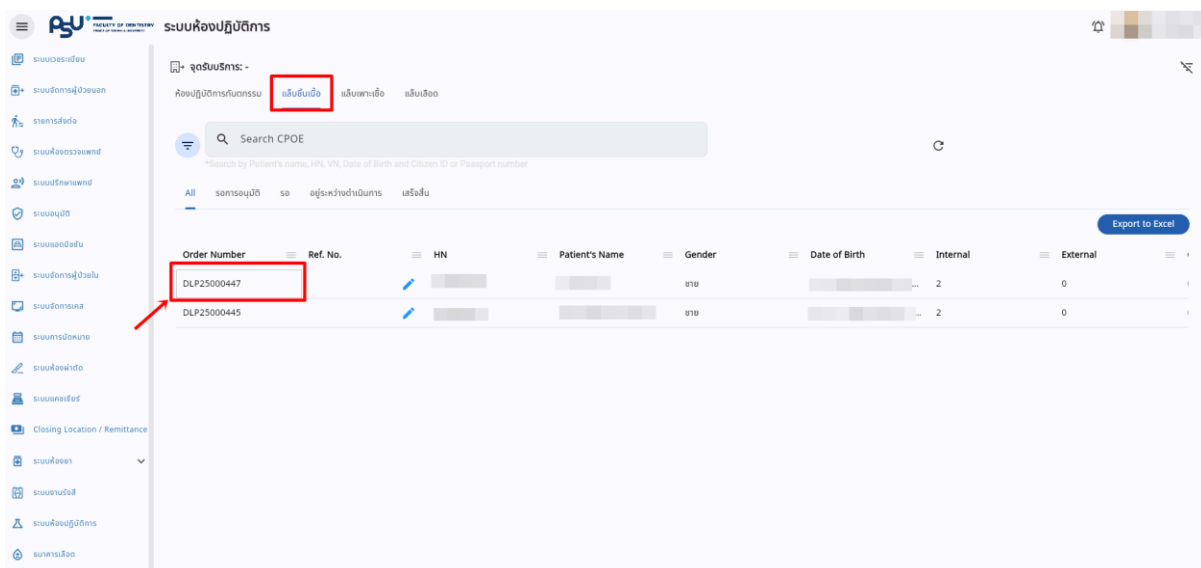 PSU FACULTY OF DENTISTRY ระบบห้องปฏิบัติการ
ระบบเวชระเบียน
ระบบจัดการผู้ป่วยนอก
รายการส่งต่อ
ระบบห้องตรวจแพทย์
ระบบปรึกษาแพทย์
ระบบอนุมัติ
ระบบแอดมิชชั่น
ระบบจัดการผู้ป่วยใน
ระบบจัดการเคส
ระบบการนัดหมาย
ระบบห้องผ่าตัด
ระบบแคชเชียร์
Closing Location / Remittance
ระบบห้องยา
ระบบงานรังสี
ระบบห้องปฏิบัติการ
ธนาคารเลือด
จุดรับบริการ: -
ห้องปฏิบัติการทันตกรรม แล็บชิ้นเนื้อ แล็บเพาะเชื้อ แล็บเลือด
Search CPOE
*Search by Patient's name, HN, VN, Date of Birth and Citizen ID or Passport number
All รอการอนุมัติ รอ อยู่ระหว่างดำเนินการ เสร็จสิ้น
Export to Excel
Order Number Ref. No. HN Patient's Name Gender Date of Birth Internal External
DLP25000447 ชาย ... 2 0
DLP25000445 ชาย ... 2 0